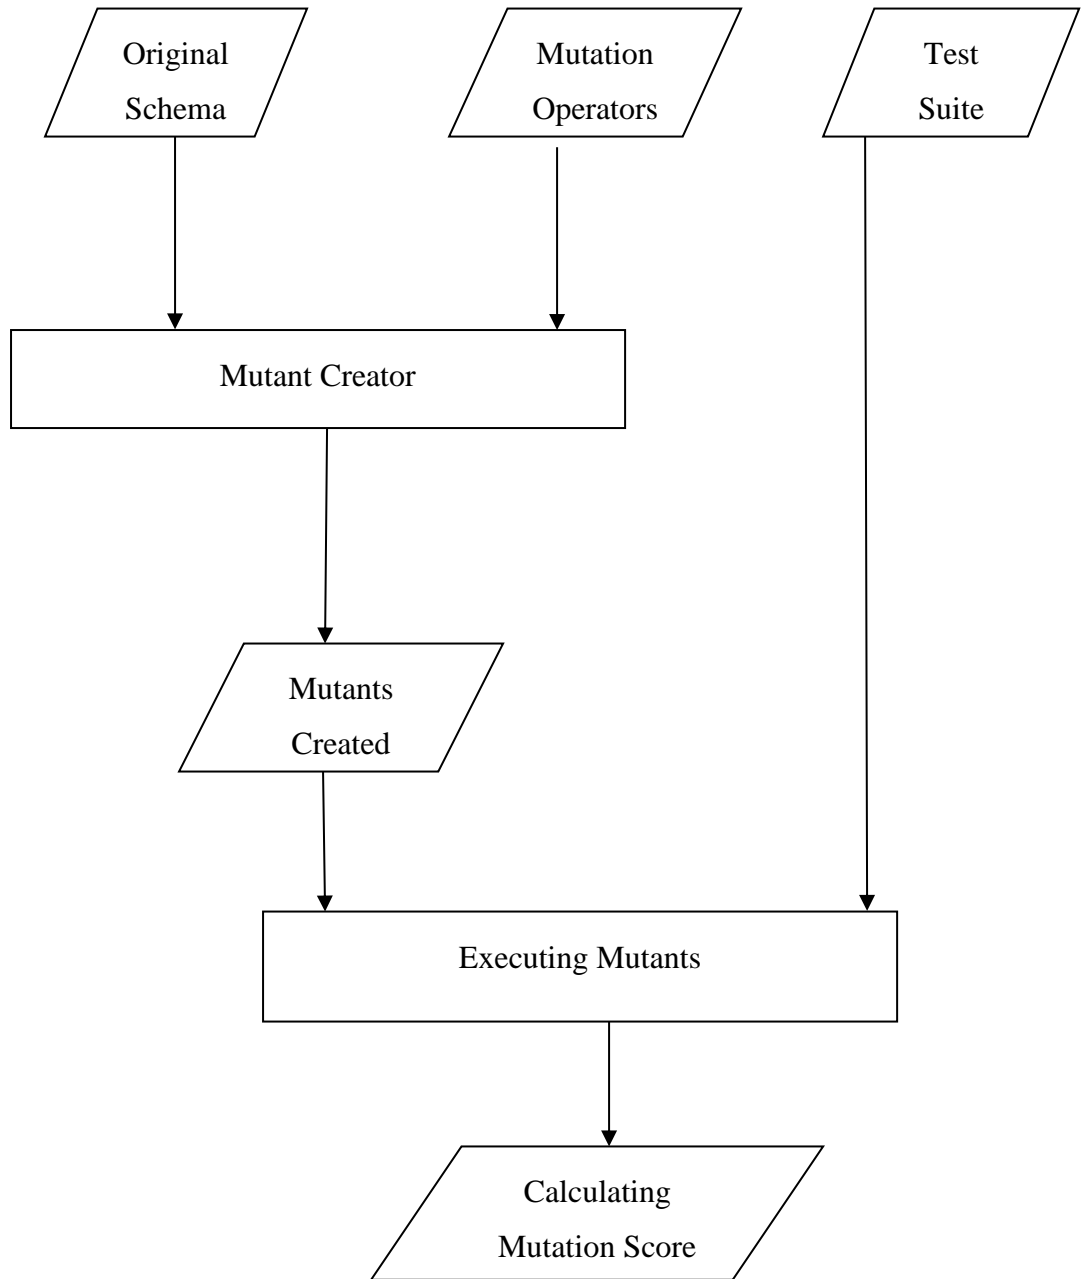 Original
Schema
Mutation
Operators
Test
Suite
Mutant Creator
Mutants
Created
Executing Mutants
Calculating
Mutation Score